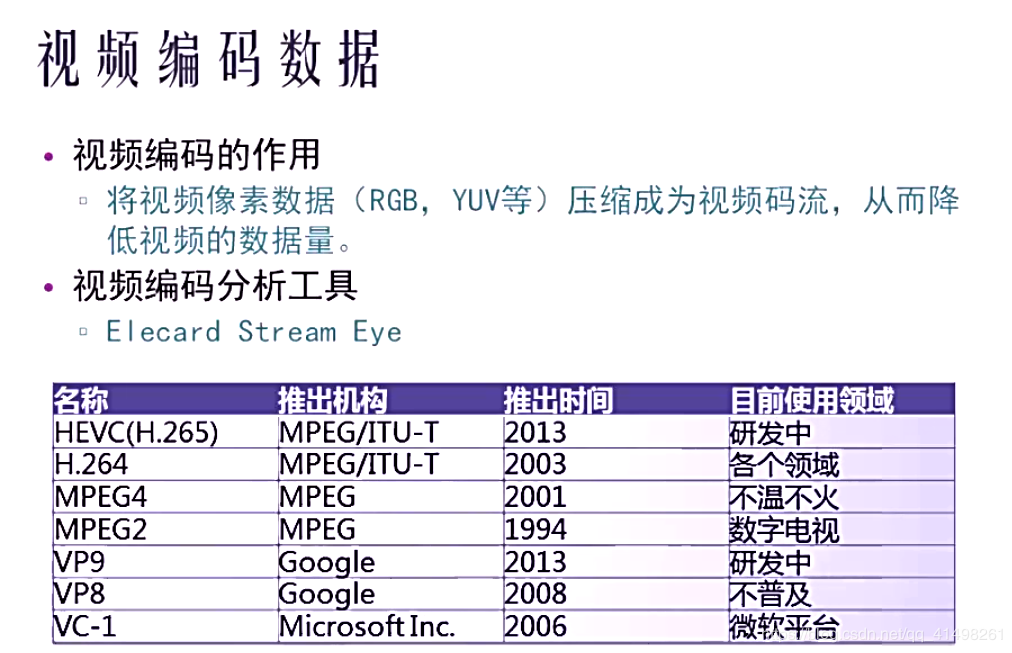 视频编码数据
• 视频编码的作用
▫ 将视频像素数据（RGB，YUV等）压缩成为视频码流，从而降
低视频的数据量。
• 视频编码分析工具
▫ Elecard Stream Eye
名称 推出机构 推出时间 目前使用领域
HEVC(H.265) MPEG/ITU-T 2013 研发中
H.264 MPEG/ITU-T 2003 各个领域
MPEG4 MPEG 2001 不温不火
MPEG2 MPEG 1994 数字电视
VP9 Google 2013 研发中
VP8 Google 2008 不普及
VC-1 Microsoft Inc. 2006 微软平台
https://blog.csdn.net/qq_41498261